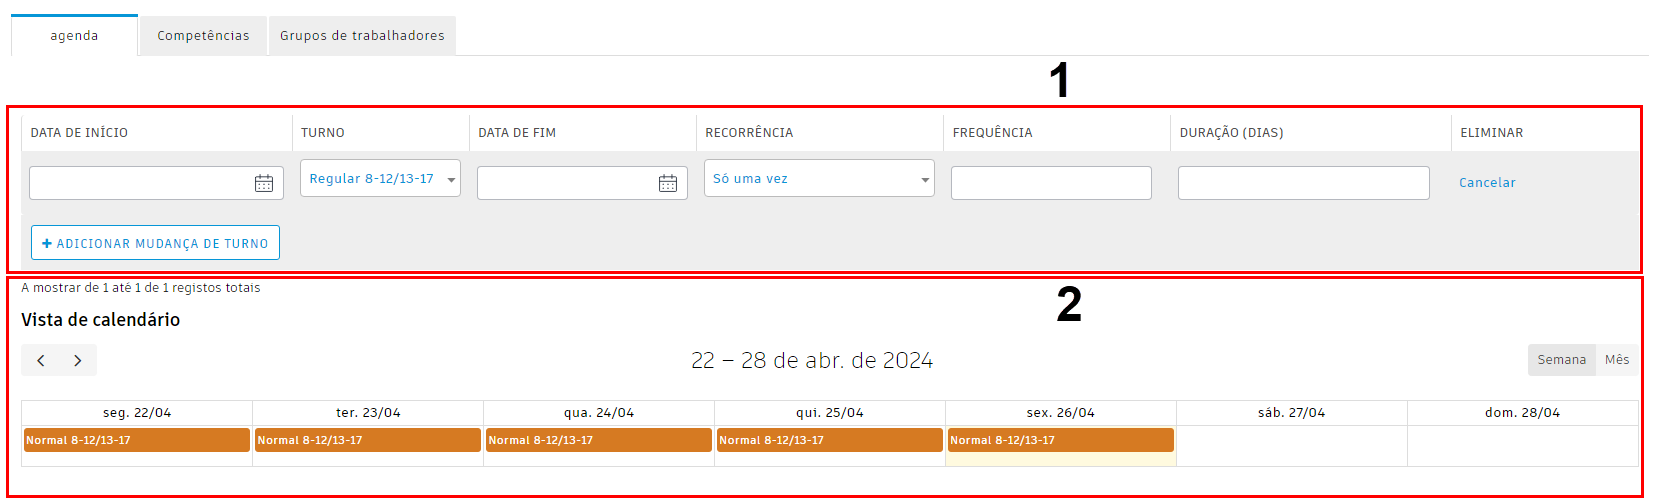 agenda Competências Grupos de trabalhadores
1
DATA DE INÍCIO TURNO DATA DE FIM RECORRÊNCIA FREQUÊNCIA DURAÇÃO (DIAS) ELIMINAR
Regular 8-12/13-17 Só uma vez Cancelar
+ ADICIONAR MUDANÇA DE TURNO
A mostrar de 1 até 1 de 1 registos totais
2
Vista de calendário
22 – 28 de abr. de 2024 Semana Mês
seg. 22/04 ter. 23/04 qua. 24/04 qui. 25/04 sex. 26/04 sáb. 27/04 dom. 28/04
Normal 8-12/13-17 Normal 8-12/13-17 Normal 8-12/13-17 Normal 8-12/13-17 Normal 8-12/13-17